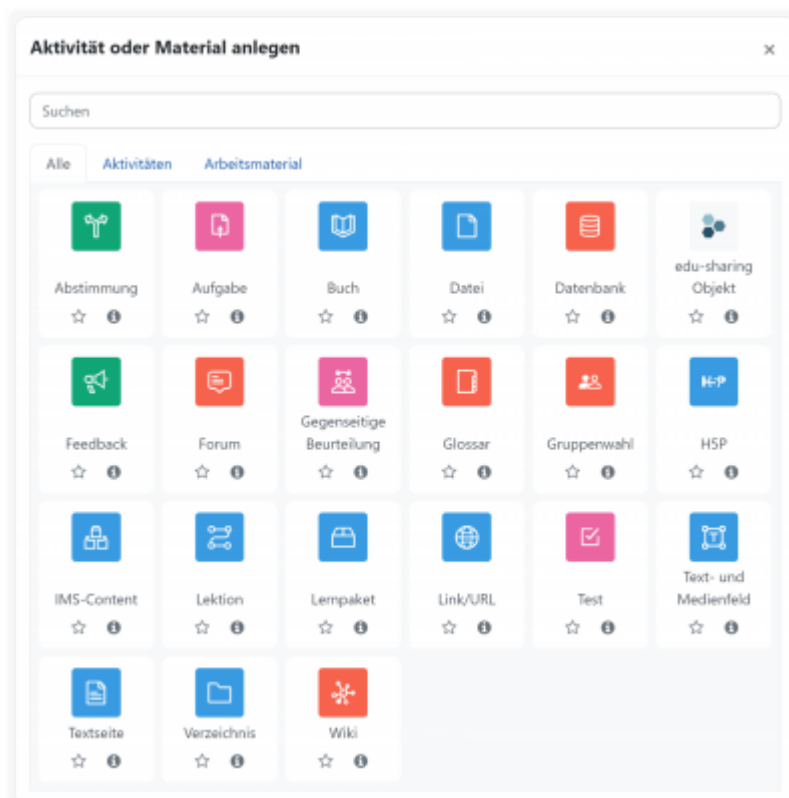 Aktivität oder Material anlegen ×
Suchen
Alle Aktivitäten Arbeitsmaterial
Abstimmung Aufgabe Buch Datei Datenbank edu-sharing
Objekt
Feedback Forum Gegenseitige
Beurteilung Glossar Gruppenwahl H5P
H5P
IMS-Content Lektion Lernpaket Link/URL Test Text- und
Medienfeld
Textseite Verzeichnis Wiki